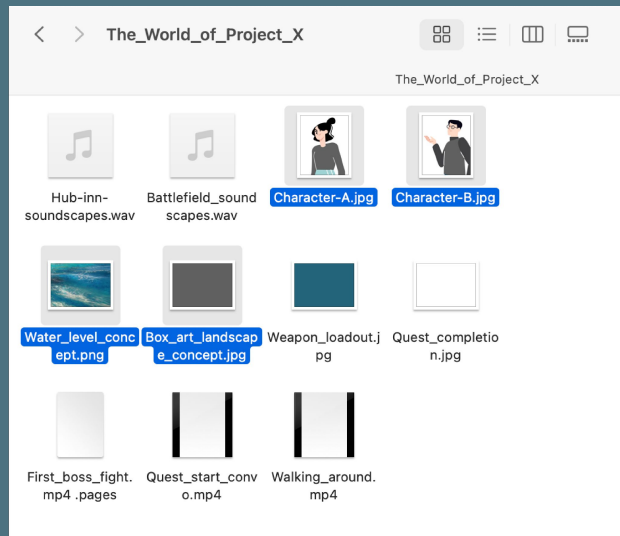 The_World_of_Project_X
The_World_of_Project_X
Hub-inn-
soundscapes.wav
Battlefield_sound
scapes.wav
Character-A.jpg
Character-B.jpg
Water_level_conc
ept.png
Box_art_landscap
e_concept.jpg
Weapon_loadout.j
pg
Quest_completio
n.jpg
First_boss_fight.
mp4 .pages
Quest_start_conv
o.mp4
Walking_around.
mp4